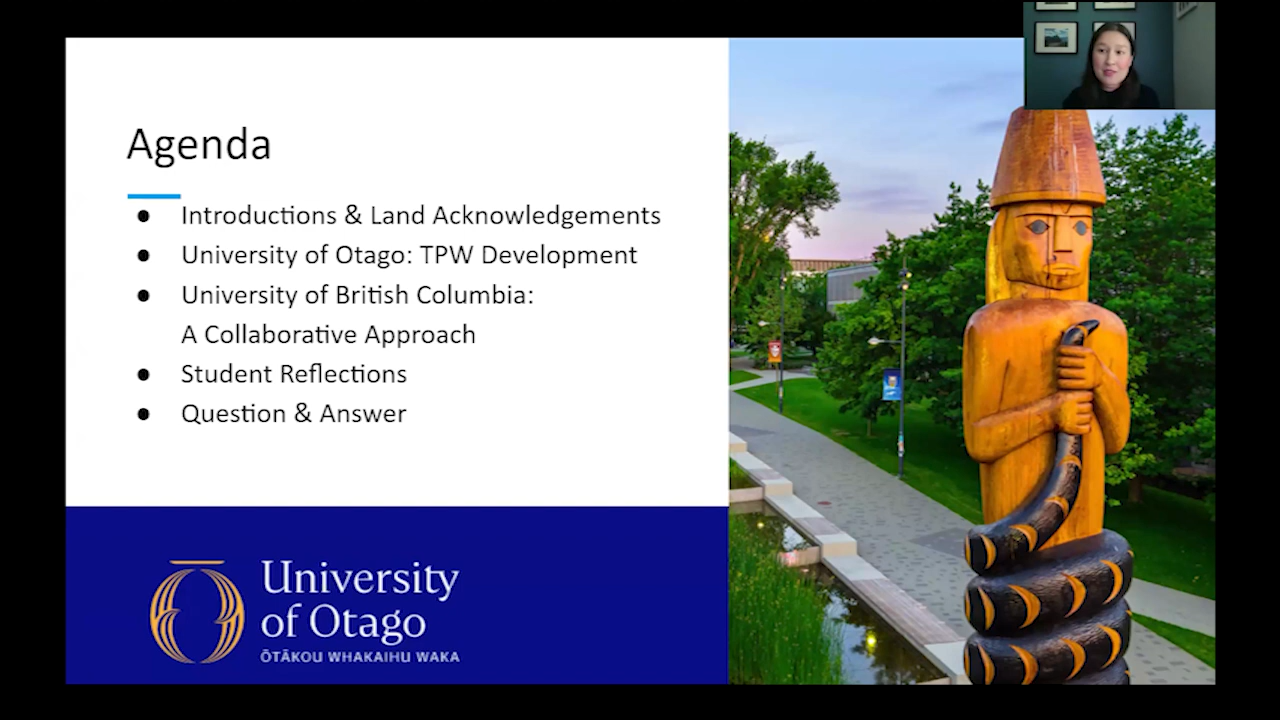 Agenda
● Introductions & Land Acknowledgements
● University of Otago: TPW Development
● University of British Columbia:
A Collaborative Approach
● Student Reflections
● Question & Answer
University
of Otago
ŌTĀKOU WHAKAIHU WAKA